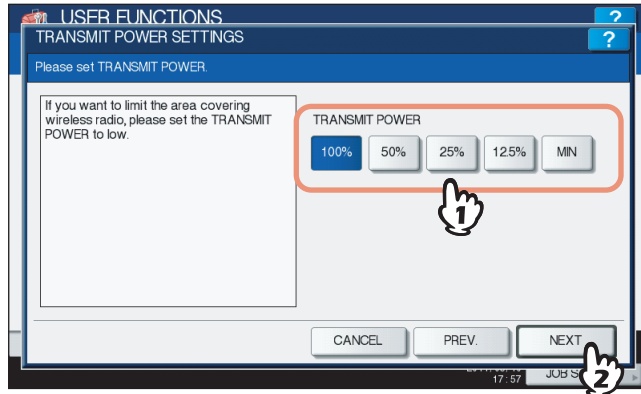 USER FUNCTIONS
?
TRANSMIT POWER SETTINGS
?
Please set TRANSMIT POWER.
If you want to limit the area covering
wireless radio, please set the TRANSMIT
POWER to low.
TRANSMIT POWER
100% 50% 25% 12.5% MIN
1
CANCEL PREV. NEXT
17:57 JOB S
2